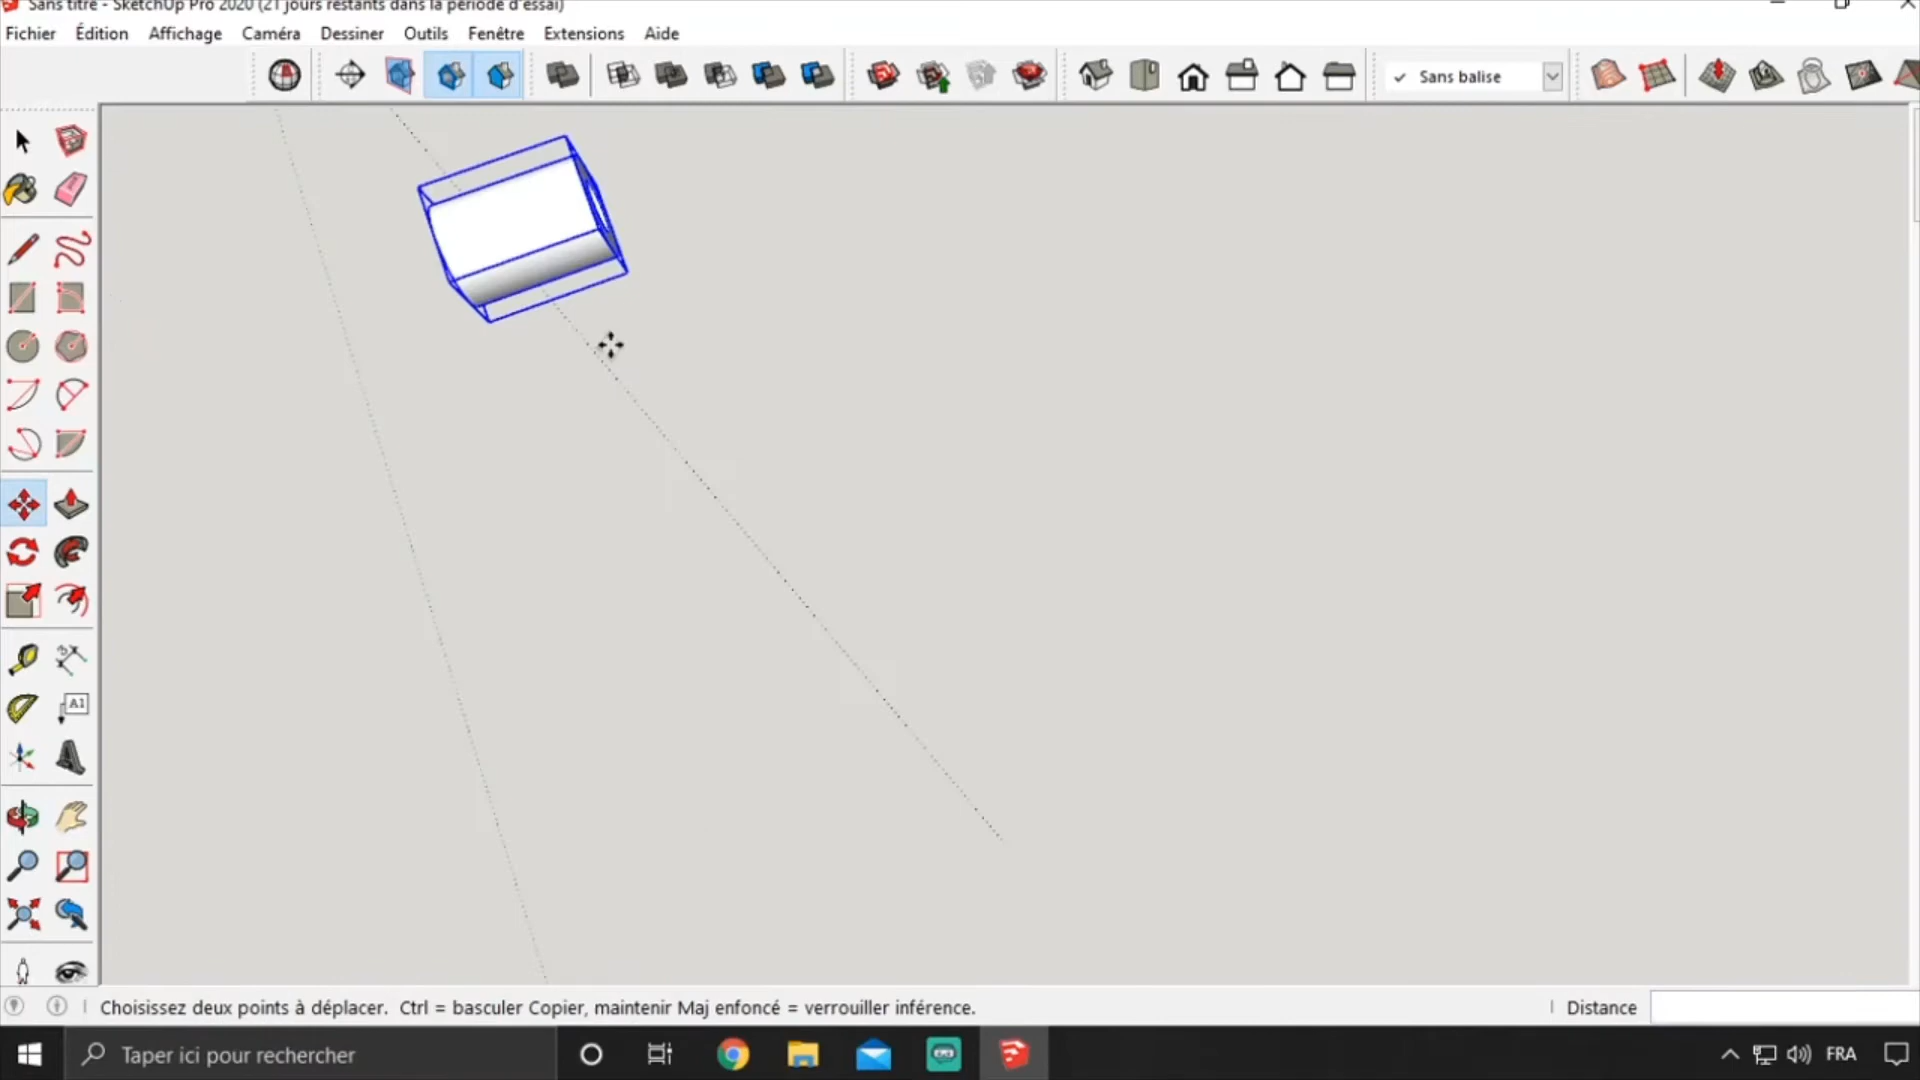 Sans titre - SketchUp Pro 2020 (21 jours restants dans la période d'essai)
Fichier Édition Affichage Caméra Dessiner Outils Fenêtre Extensions Aide
✓ Sans balise
A1
Choisissez deux points à déplacer. Ctrl = basculer Copier, maintenir Maj enfoncé = verrouiller inférence.
Distance
Taper ici pour rechercher
FRA